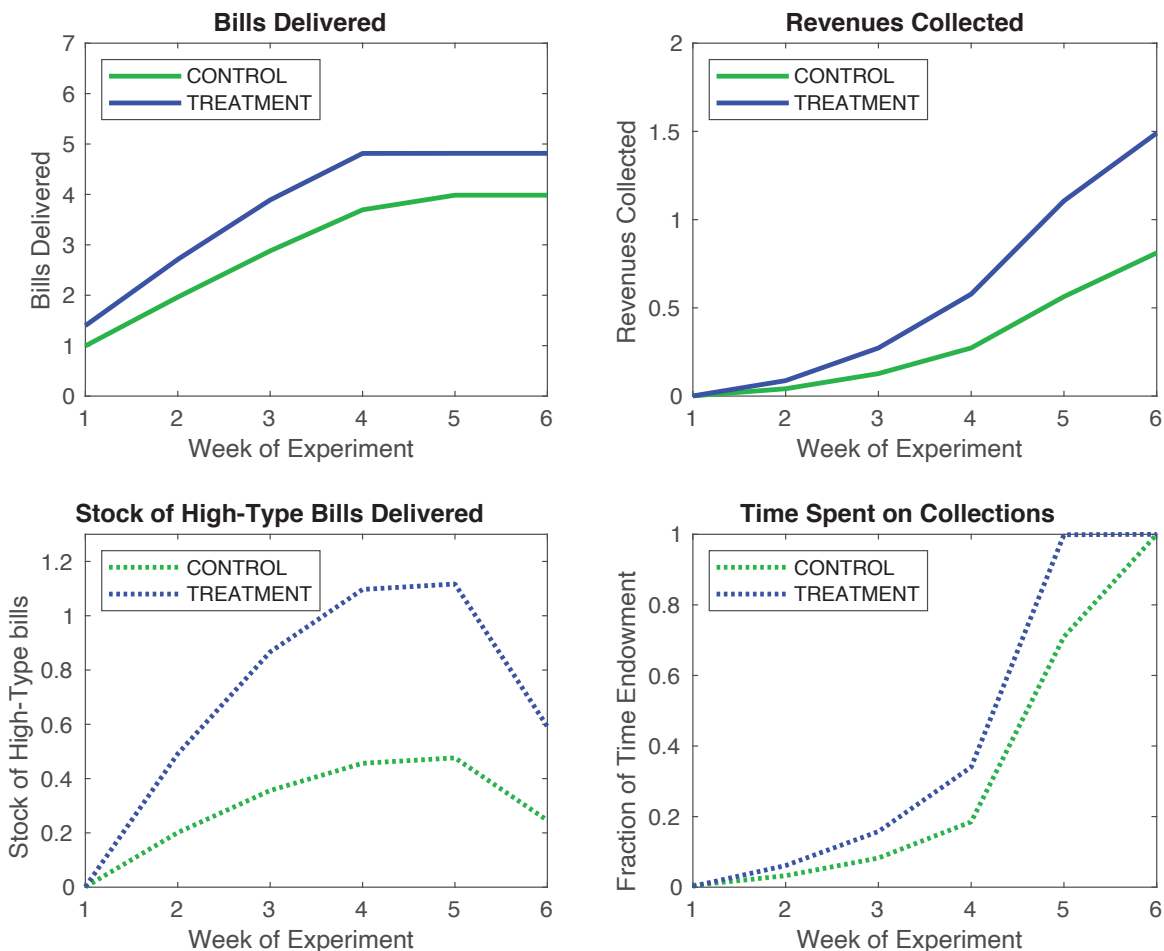 Bills Delivered
Bills Delivered
7
6
5
4
3
2
1
0
CONTROL
TREATMENT
1 2 3 4 5 6
Week of Experiment
Revenues Collected
Revenues Collected
2
1.5
1
0.5
0
CONTROL
TREATMENT
1 2 3 4 5 6
Week of Experiment
Stock of High-Type Bills Delivered
Stock of High-Type bills
1.2
1
0.8
0.6
0.4
0.2
0
CONTROL
TREATMENT
1 2 3 4 5 6
Week of Experiment
Time Spent on Collections
Fraction of Time Endowment
1
0.8
0.6
0.4
0.2
0
CONTROL
TREATMENT
1 2 3 4 5 6
Week of Experiment